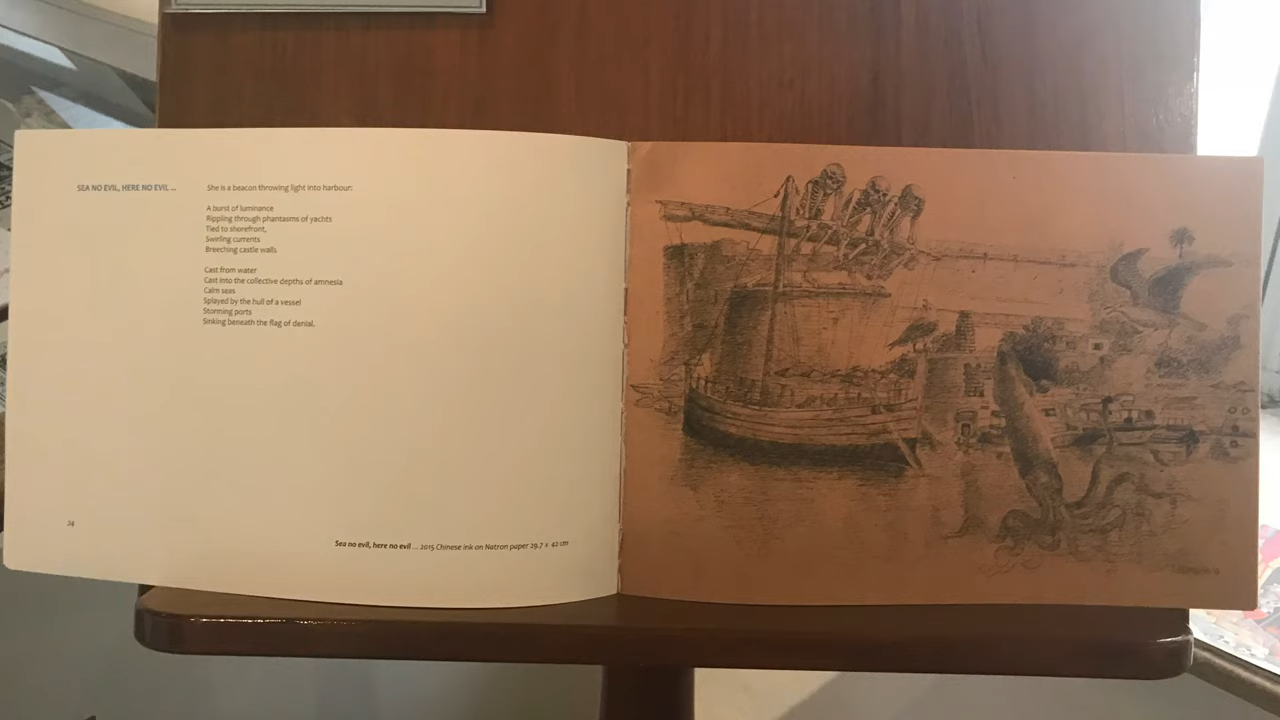 SEA NO EVIL, HERE NO EVIL ...
She is a beacon throwing light into harbour:
A burst of luminance
Rippling through phantasms of yachts
Tied to shorefront,
Swirling currents
Breeching castle walls
Cast from water
Cast into the collective depths of amnesia
Calm seas
Splayed by the hull of a vessel
Storming ports
Sinking beneath the flag of denial.
24
Sea no evil, here no evil ... 2015 Chinese ink on Natron paper 29.7 x 42 cm